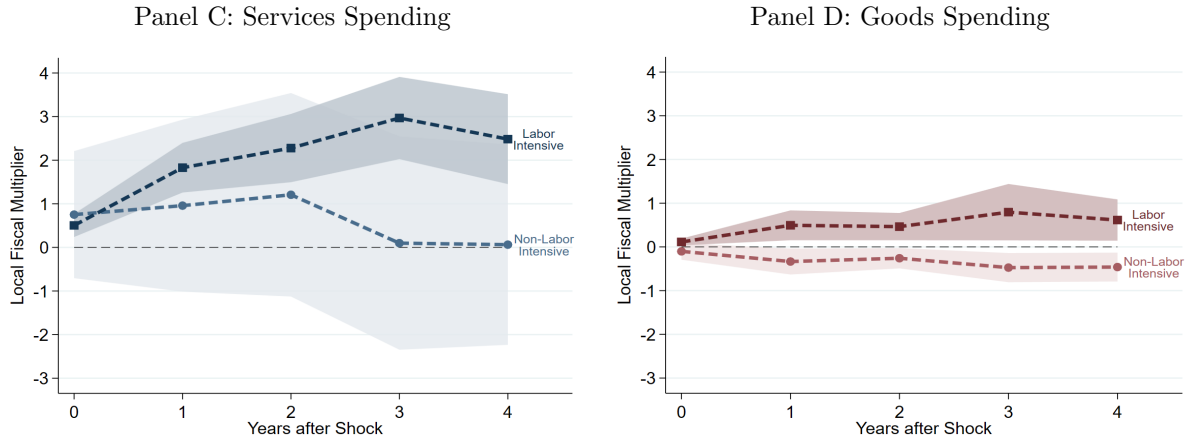 Panel C: Services Spending
Local Fiscal Multiplier
4
3
2
1
0
-1
-2
-3
Labor
Intensive
Non-Labor
Intensive
0 1 2 3 4
Years after Shock
Panel D: Goods Spending
Local Fiscal Multiplier
4
3
2
1
0
-1
-2
-3
Labor
Intensive
Non-Labor
Intensive
0 1 2 3 4
Years after Shock